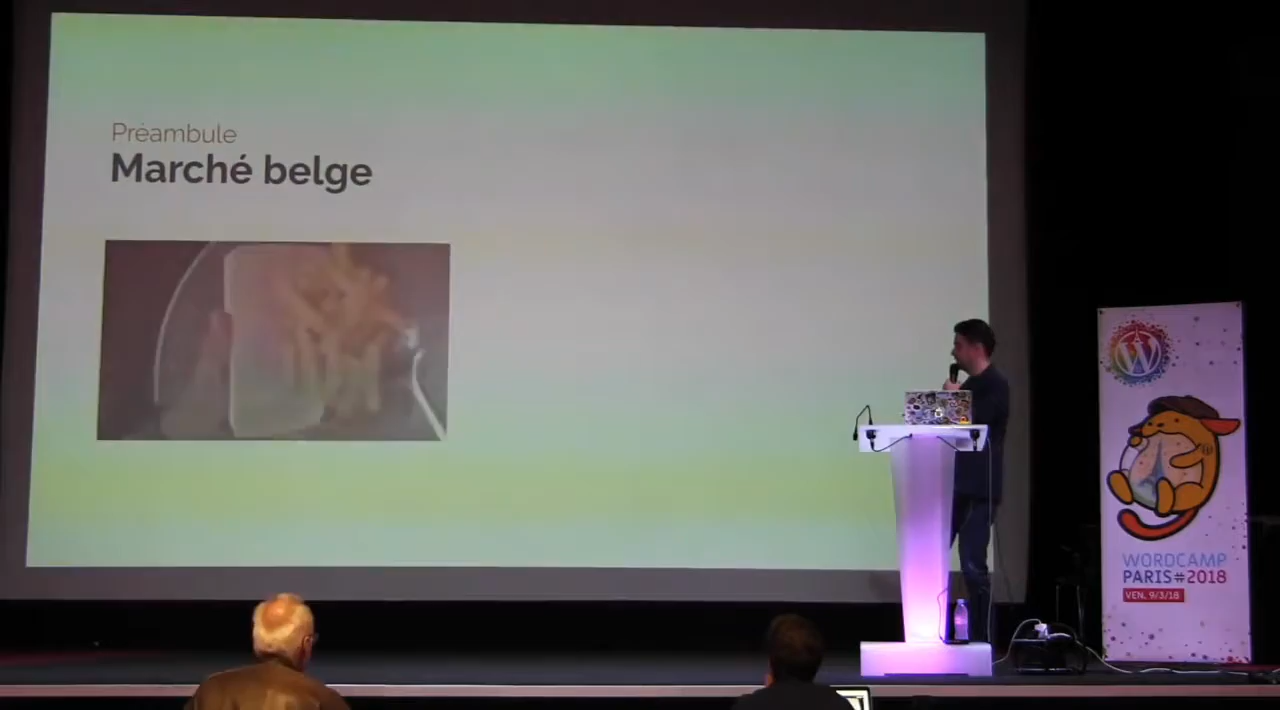 Préambule
Marché belge
W
WORDCAMP
PARIS#2018
VEN. 9/3/18